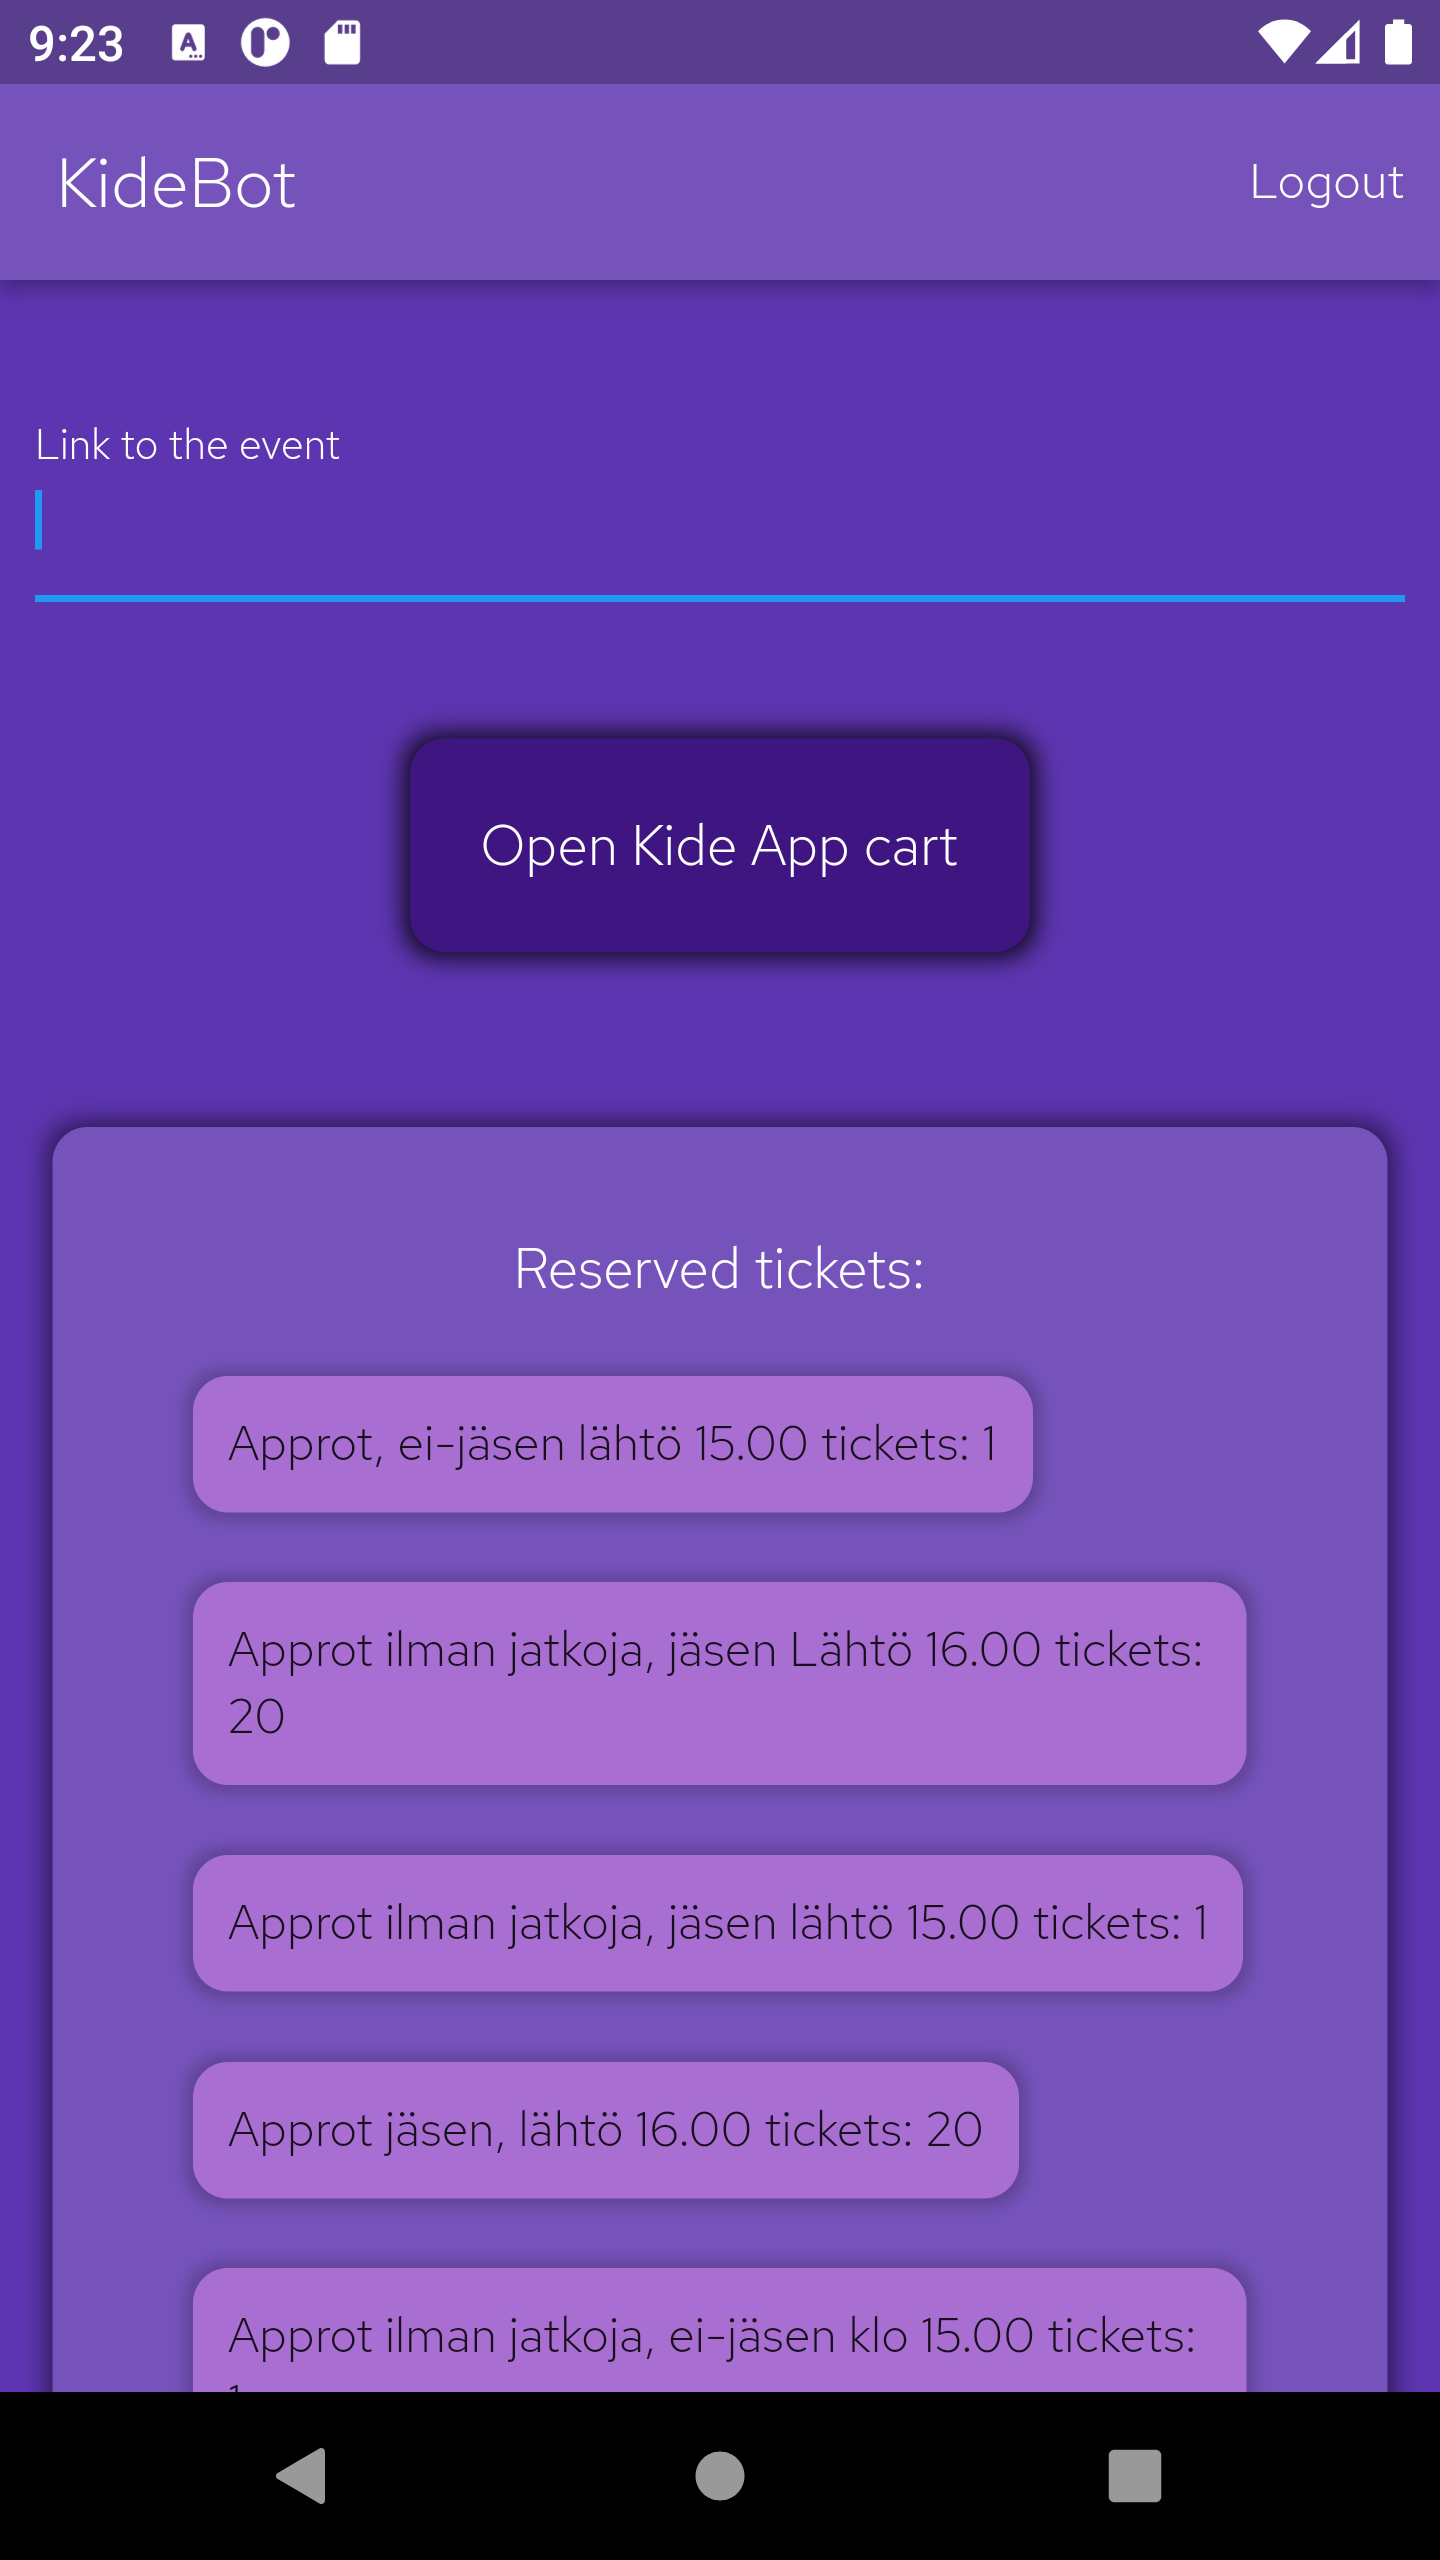 9:23
KideBot
Logout
Link to the event
Open Kide App cart
Reserved tickets:
Approt, ei-jäsen lähtö 15.00 tickets: 1
Approt ilman jatkoja, jäsen Lähtö 16.00 tickets:
20
Approt ilman jatkoja, jäsen lähtö 15.00 tickets: 1
Approt jäsen, lähtö 16.00 tickets: 20
Approt ilman jatkoja, ei-jäsen klo 15.00 tickets: